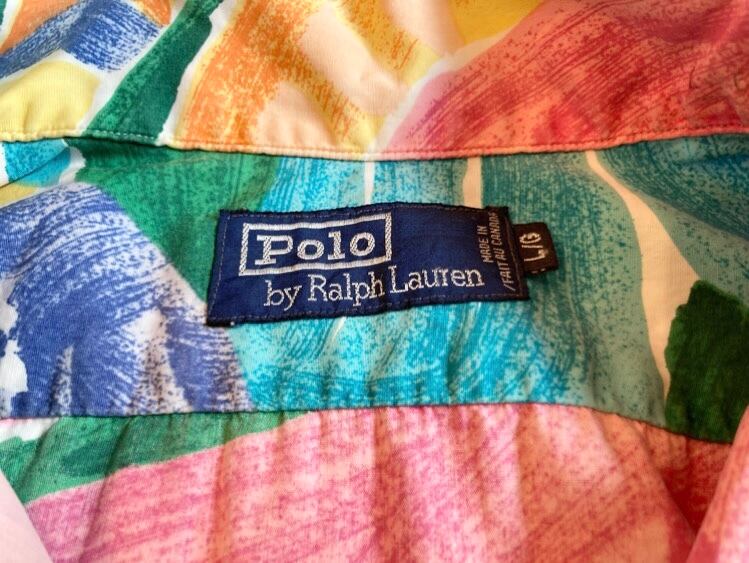 Polo
by Ralph Lauren
MADE IN
/FAIT AU CANADA
L/G